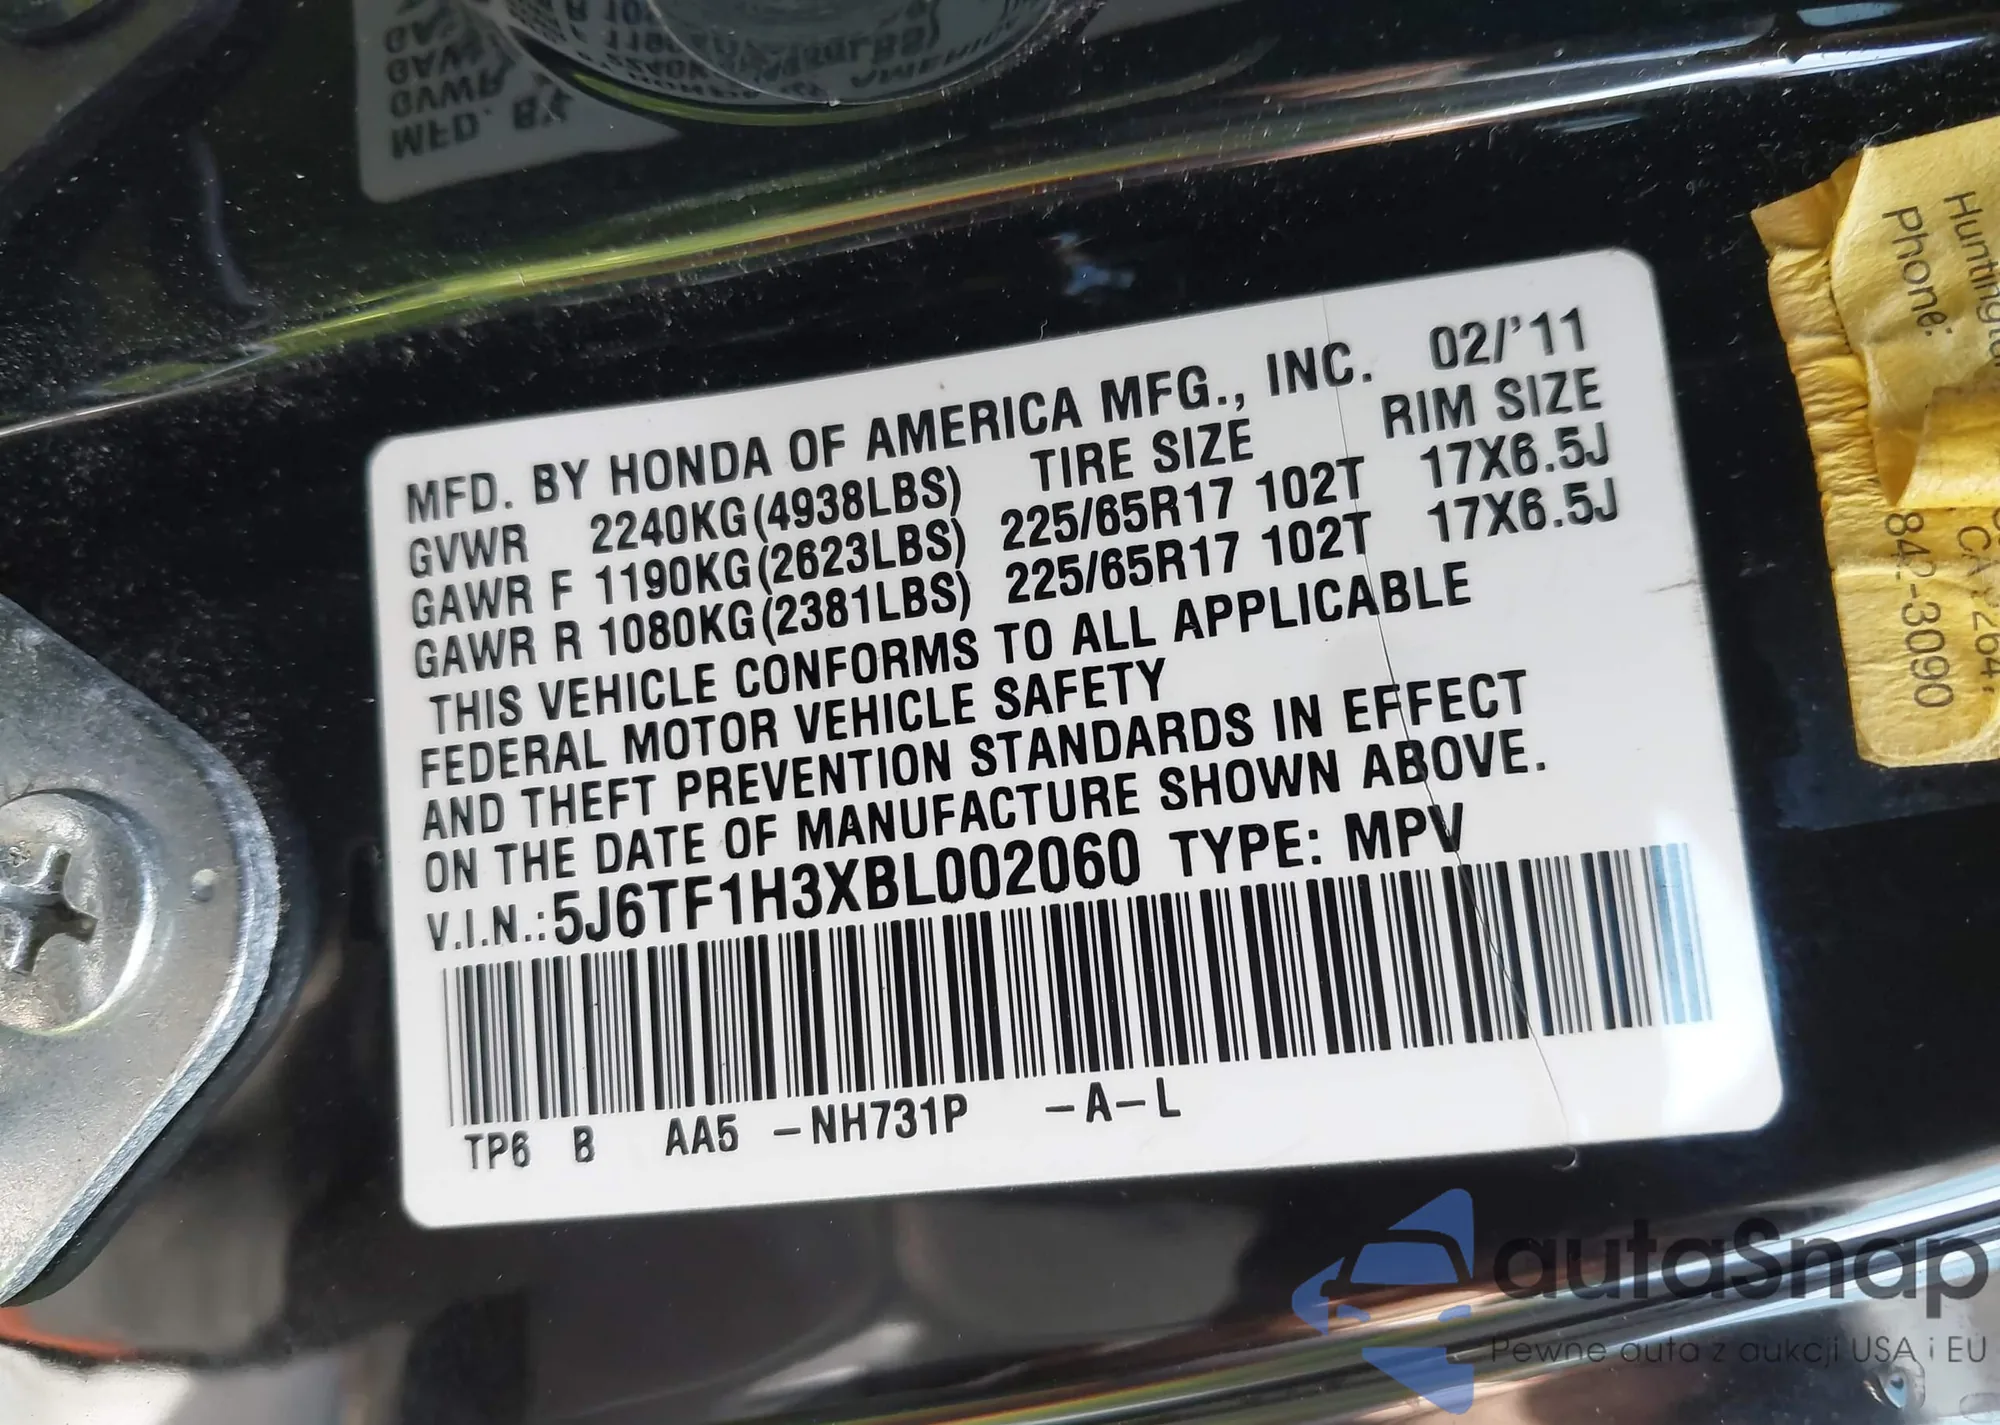 MFD. BY HONDA OF AMERICA MFG., INC. 02/'11
GVWR 2240KG(4938LBS) TIRE SIZE RIM SIZE
GAWR F 1190KG(2623LBS) 225/65R17 102T 17X6.5J
GAWR R 1080KG(2381LBS) 225/65R17 102T 17X6.5J
THIS VEHICLE CONFORMS TO ALL APPLICABLE
FEDERAL MOTOR VEHICLE SAFETY
AND THEFT PREVENTION STANDARDS IN EFFECT
ON THE DATE OF MANUFACTURE SHOWN ABOVE.
V.I.N.: 5J6TF1H3XBL002060 TYPE: MPV
TP6 B AA5 -NH731P -A-L
Phone:
842-3090
autaSnap
Pewne auta z aukcji USA i EU